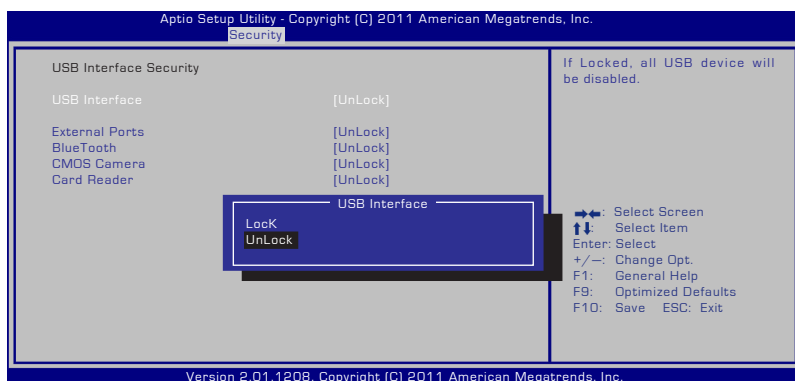 Aptio Setup Utility - Copyright (C) 2011 American Megatrends, Inc.
Security
USB Interface Security
USB Interface [UnLock]
External Ports [UnLock]
BlueTooth [UnLock]
CMOS Camera [UnLock]
Card Reader [UnLock]
USB Interface
LocK
UnLock
If Locked, all USB device will
be disabled.
→←: Select Screen
↑↓: Select Item
Enter: Select
+/—: Change Opt.
F1: General Help
F9: Optimized Defaults
F10: Save ESC: Exit
Version 2.01.1208. Copyright (C) 2011 American Megatrends, Inc.